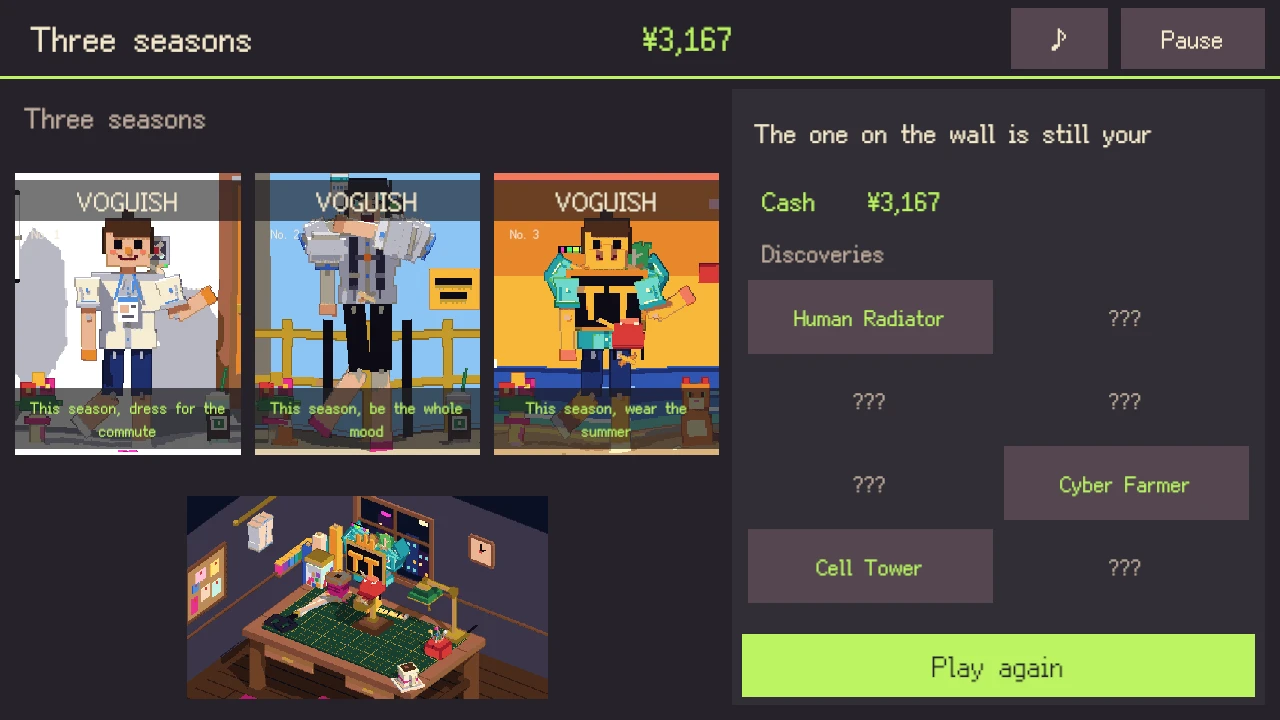 Three seasons
¥3,167
♪
Pause
Three seasons
VOGUISH
VOGUISH
No. 2
VOGUISH
No. 3
This season, dress for the
commute
This season, be the whole
mood
This season, wear the
summer
The one on the wall is still your
Cash ¥3,167
Discoveries
Human Radiator
???
???
???
???
Cyber Farmer
Cell Tower
???
Play again